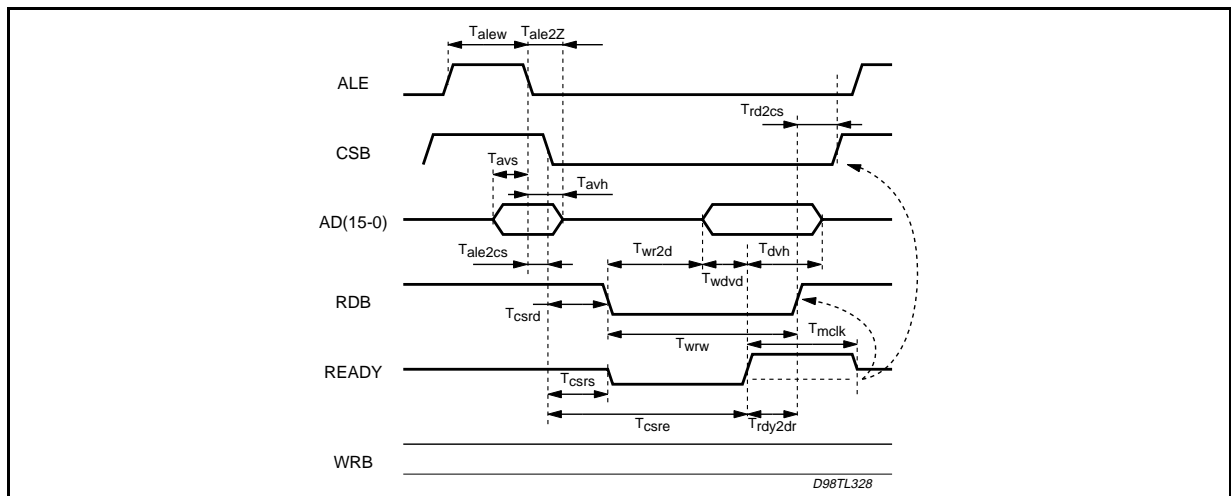 Talew Tale2Z
ALE
Trd2cs
CSB
Tavs
Tavh
AD(15-0)
Tale2cs
Twr2d
Tdvh
Twdvd
RDB
Tcsrd
Tmclk
Twrw
READY
Tcsrs
Tcsre
Trdy2dr
WRB
D98TL328